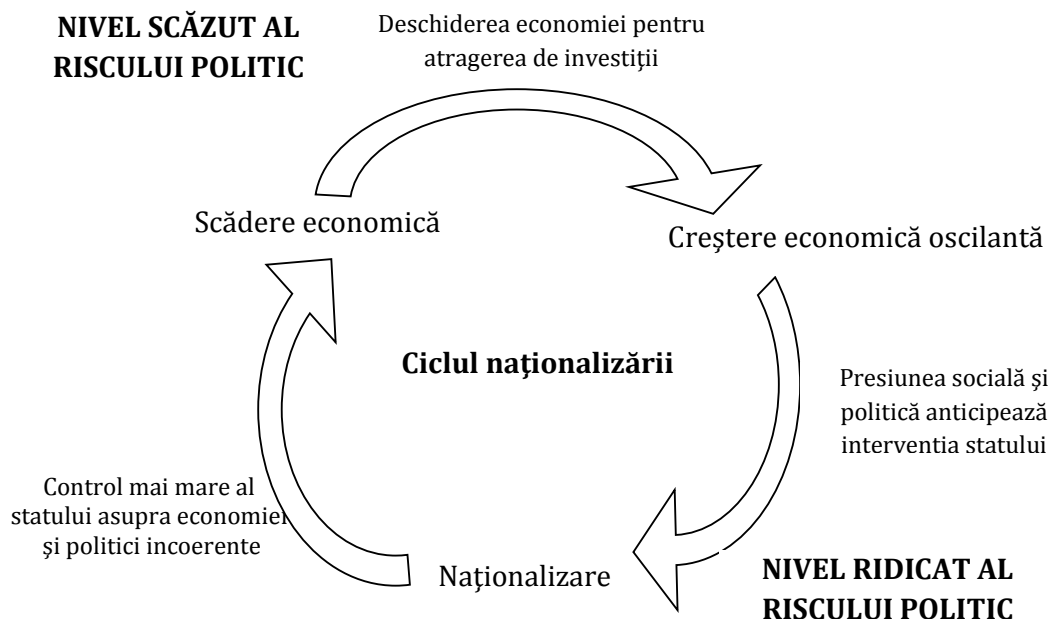 NIVEL SCĂZUT AL
RISCULUI POLITIC
Deschiderea economiei pentru
atragerea de investiţii
Scădere economică
Creştere economică oscilantă
Ciclul naţionalizării
Presiunea socială şi
politică anticipează
interventia statului
Control mai mare al
statului asupra economiei
şi politici incoerente
Naţionalizare
NIVEL RIDICAT AL
RISCULUI POLITIC